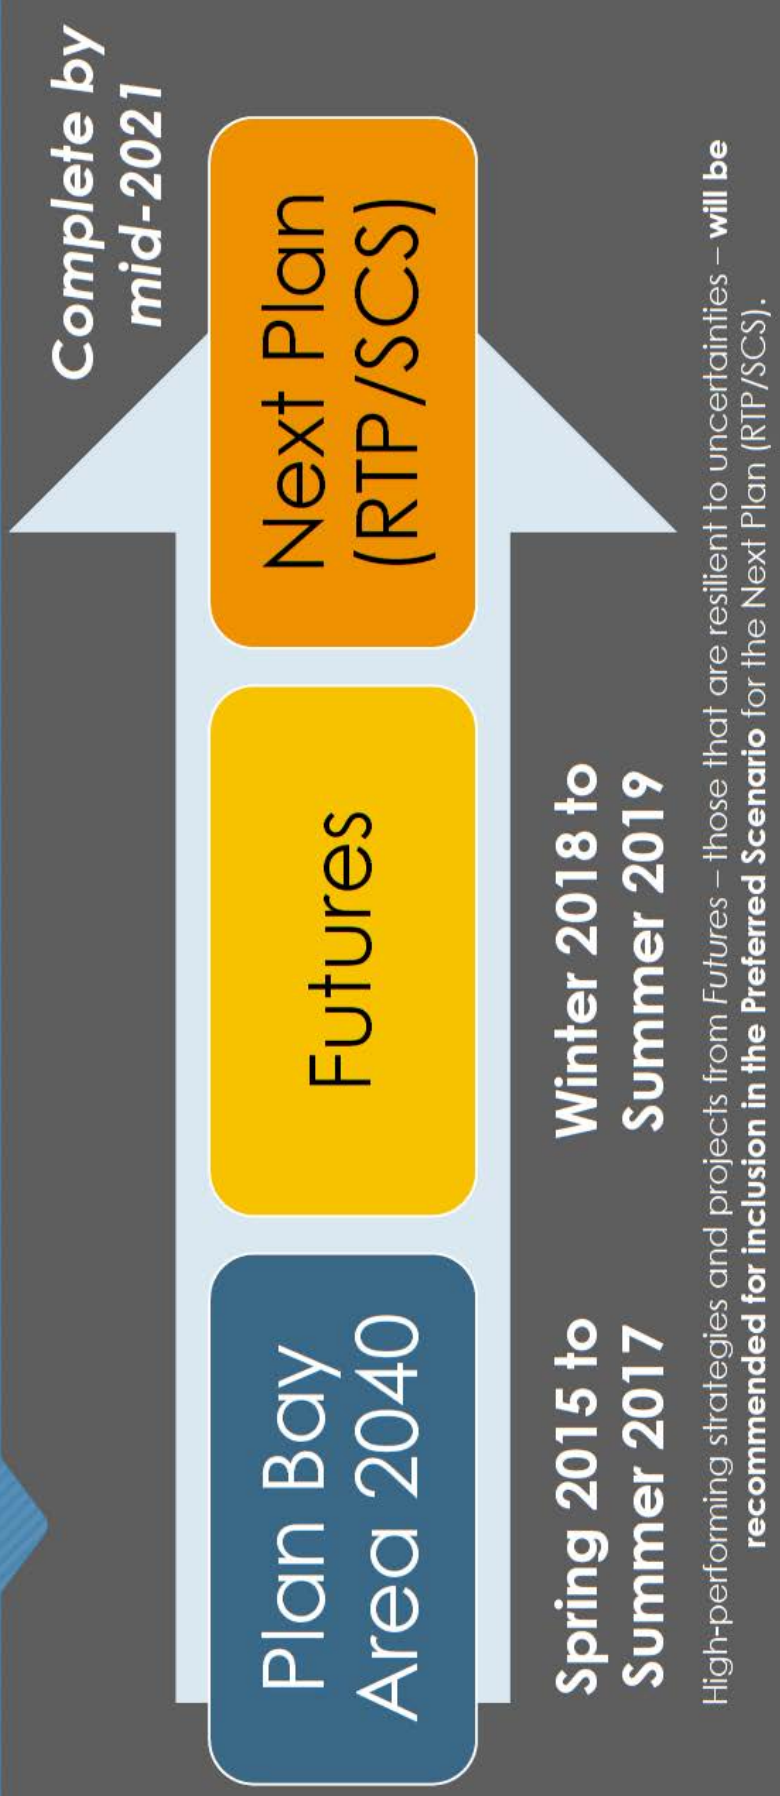 Complete by
mid-2021
Plan Bay
Area 2040
Futures
Next Plan
(RTP/SCS)
Spring 2015 to
Summer 2017
Winter 2018 to
Summer 2019
High-performing strategies and projects from Futures – those that are resilient to uncertainties – will be
recommended for inclusion in the Preferred Scenario for the Next Plan (RTP/SCS).